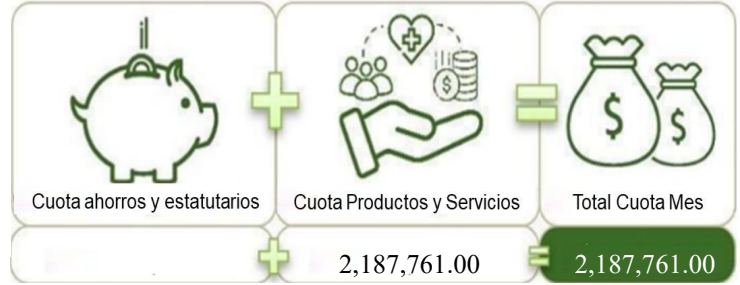 $
$ $
Cuota ahorros y estatutarios Cuota Productos y Servicios Total Cuota Mes
2,187,761.00 2,187,761.00